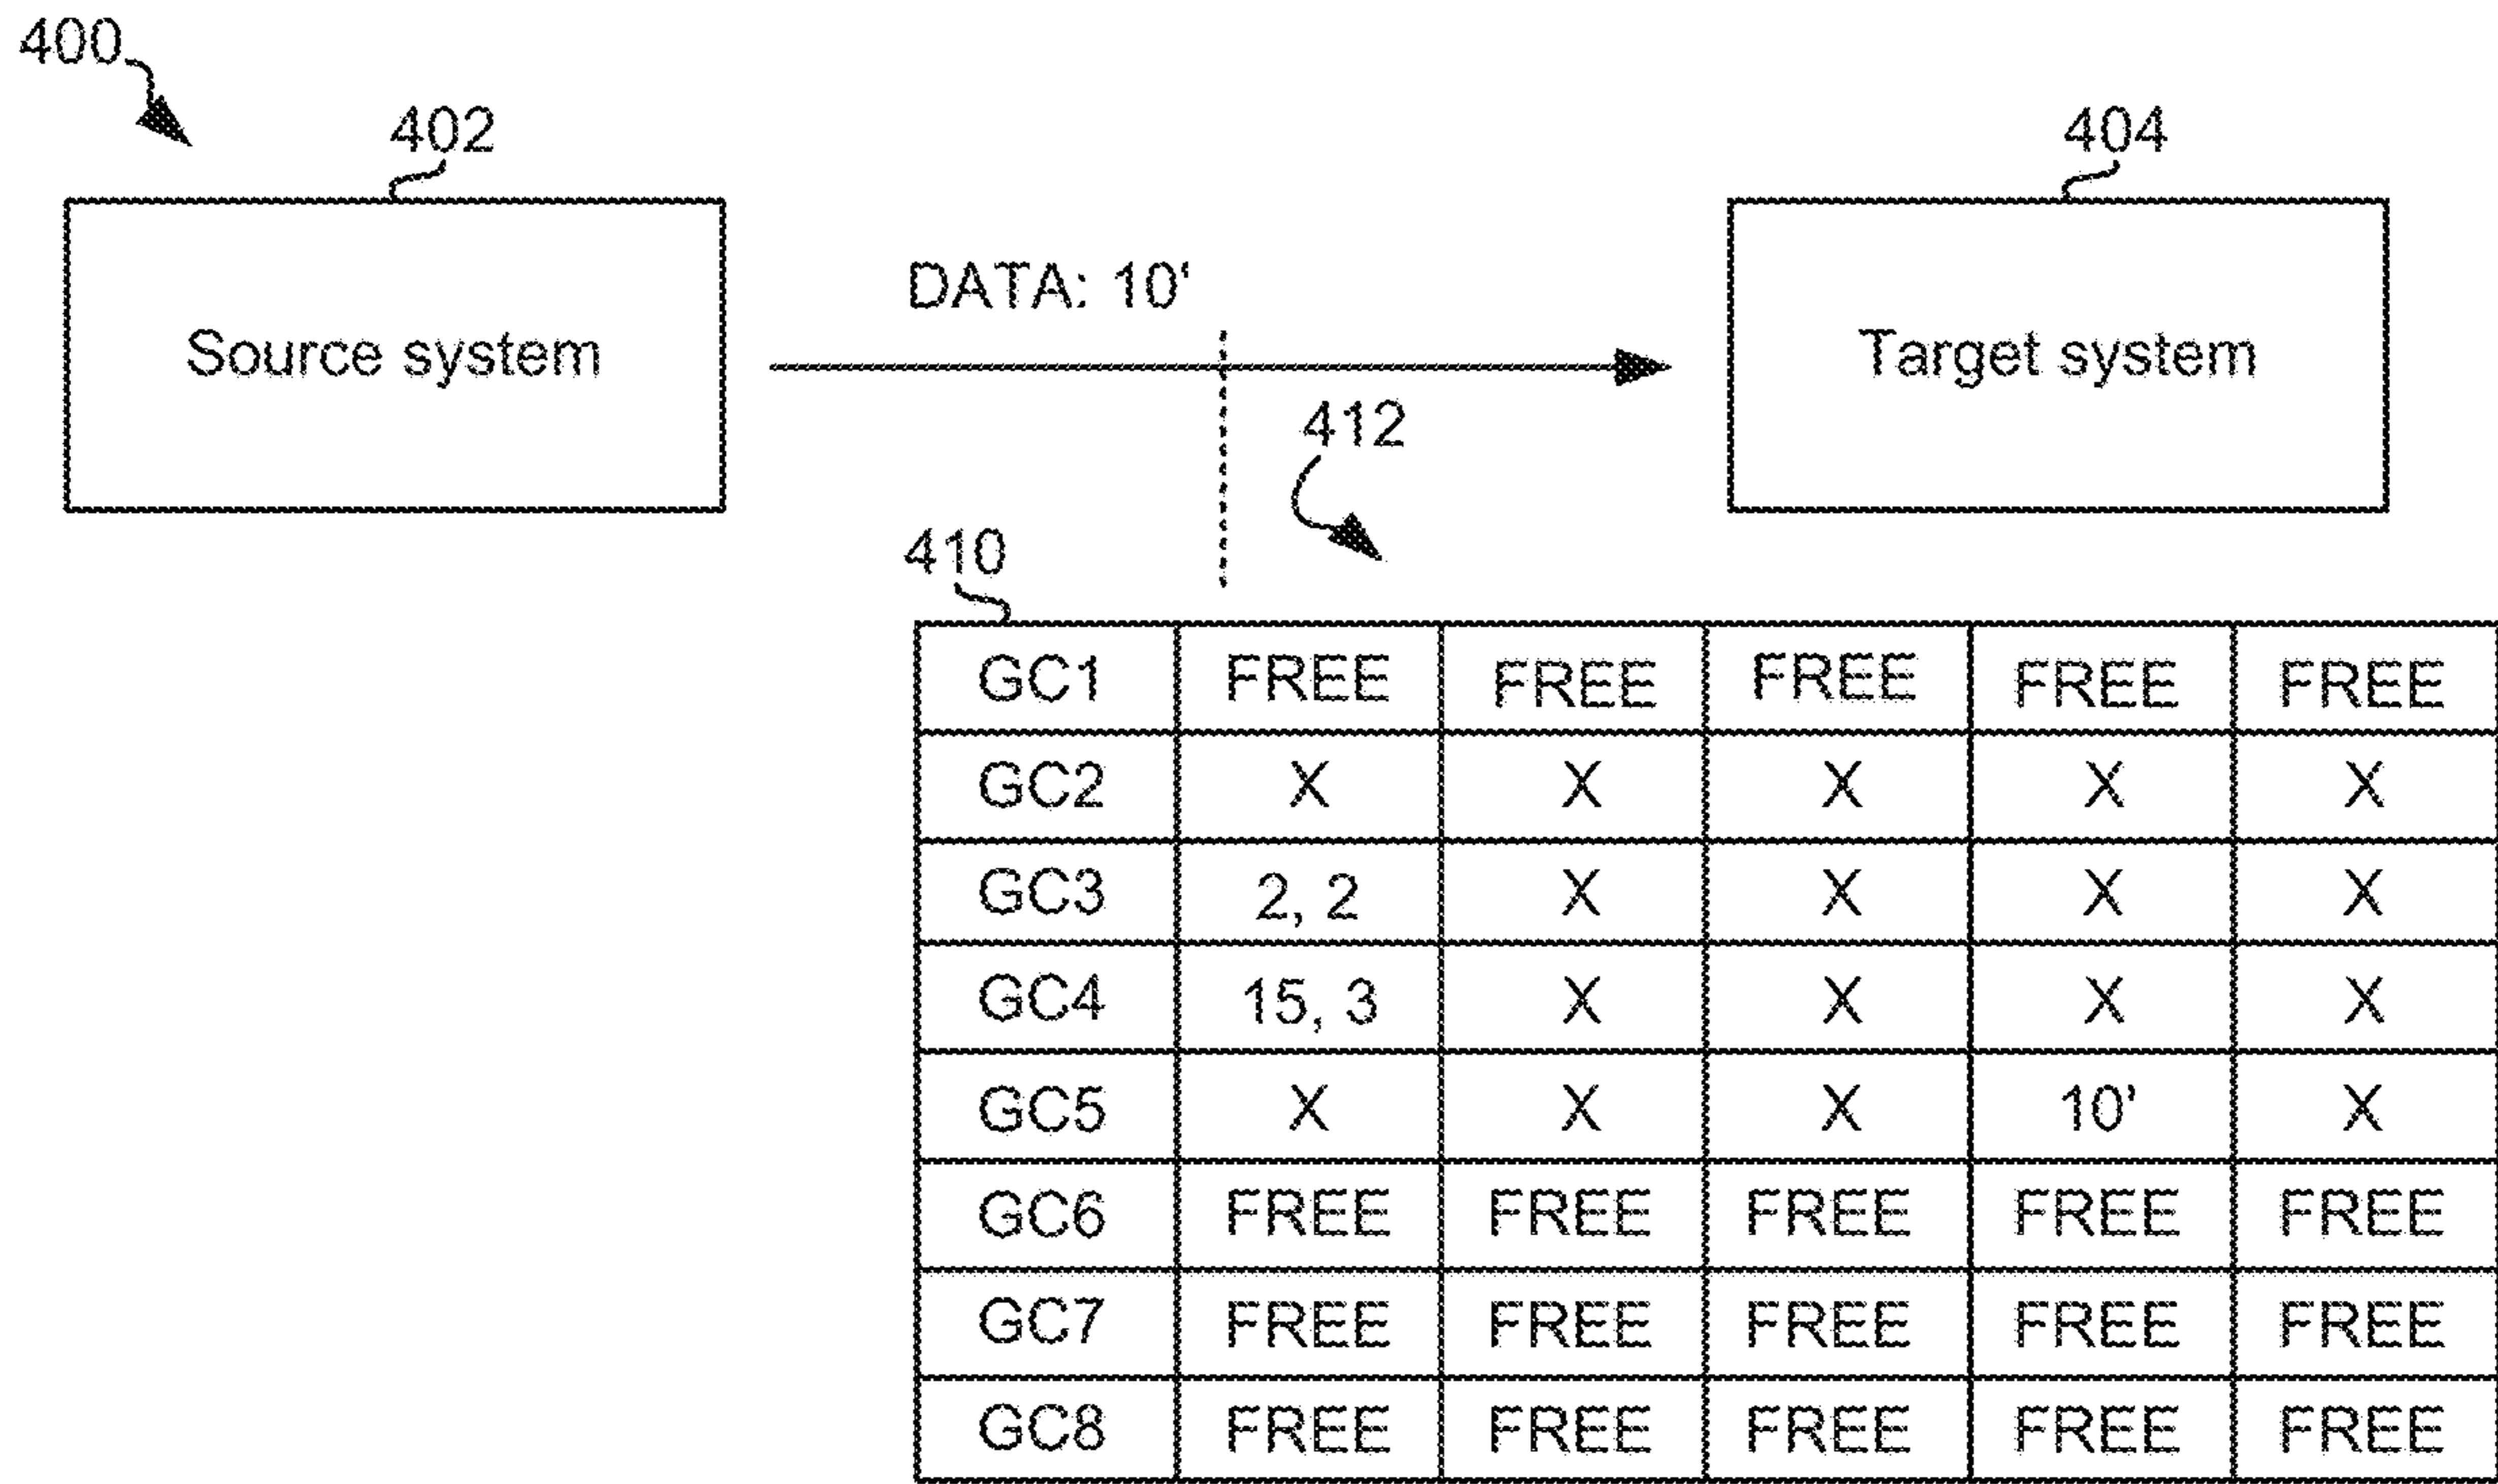 400
402
404
Source system
DATA: 10'
Target system
412
410
GC1 FREE FREE FREE FREE FREE
GC2 X X X X X
GC3 2, 2 X X X X
GC4 15, 3 X X X X
GC5 X X X 10' X
GC6 FREE FREE FREE FREE FREE
GC7 FREE FREE FREE FREE FREE
GC8 FREE FREE FREE FREE FREE